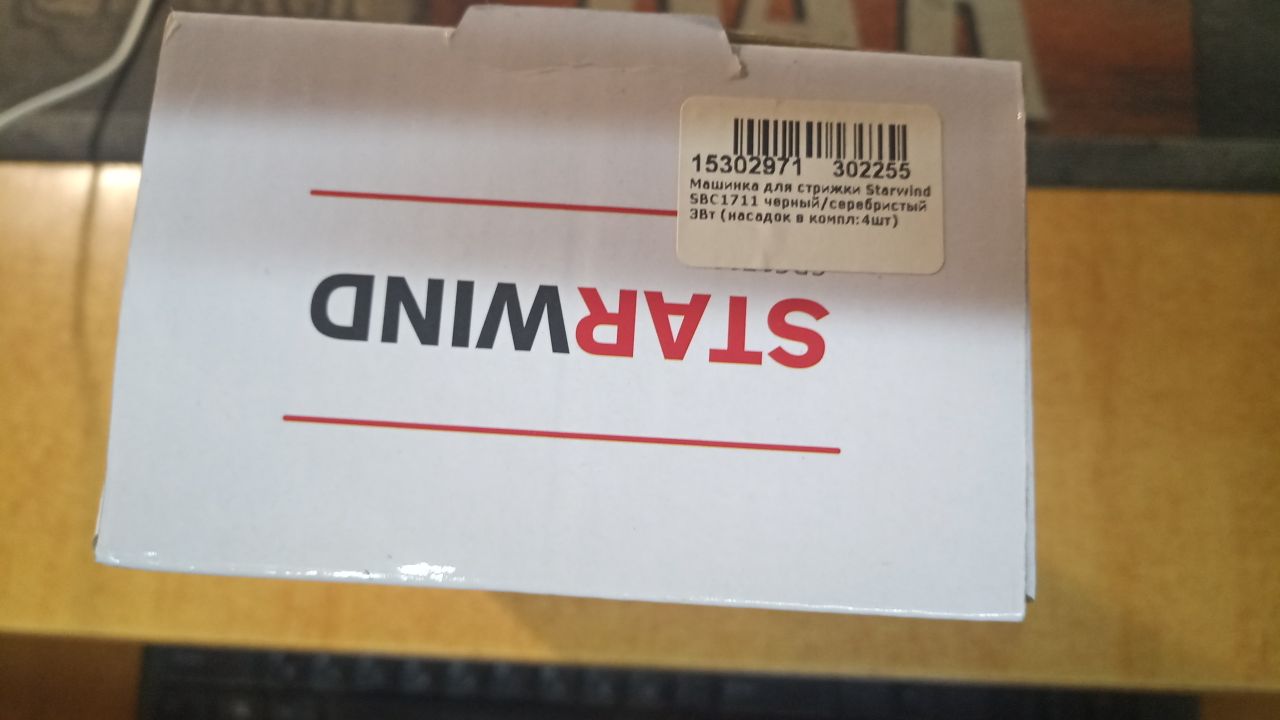 15302971 302255
Машинка для стрижки Starwind
SBC1711 черный/серебристый
3Вт (насадок в компл:4шт)
STARWIND